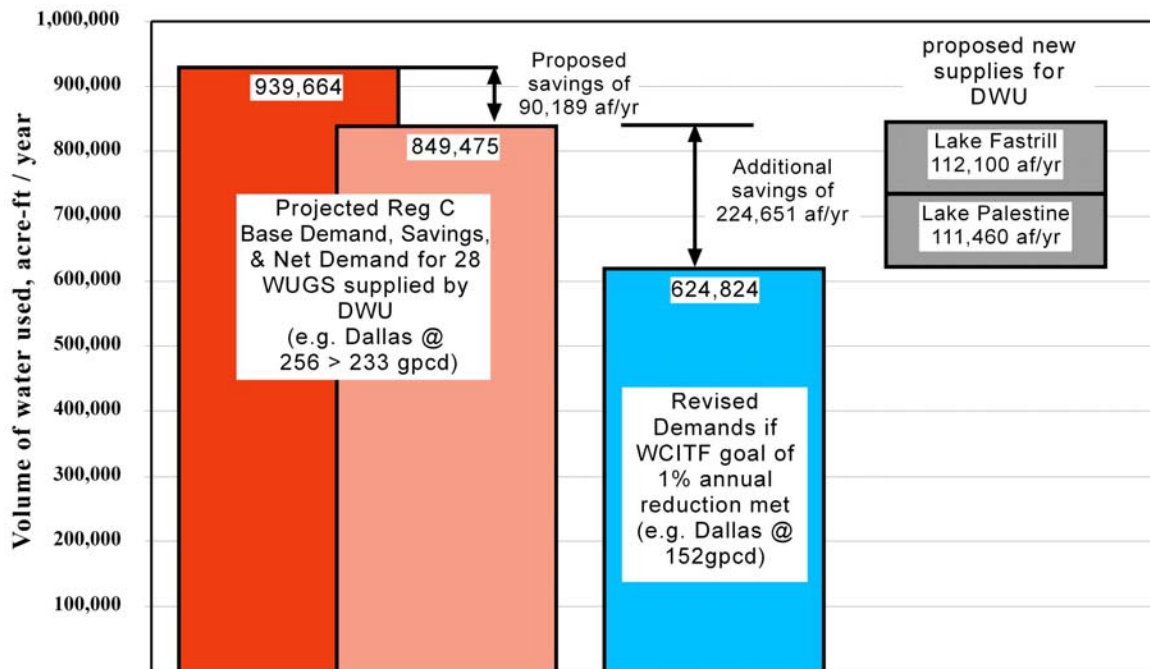 Volume of water used, acre-ft / year
1,000,000
900,000
800,000
700,000
600,000
500,000
400,000
300,000
200,000
100,000
939,664
849,475
Projected Reg C
Base Demand, Savings,
& Net Demand for 28
WUGS supplied by
DWU
(e.g. Dallas @
256 > 233 gpcd)
Proposed
savings of
90,189 af/yr
Additional
savings of
224,651 af/yr
624,824
Revised
Demands if
WCITF goal of
1% annual
reduction met
(e.g. Dallas @
152gpcd)
proposed new
supplies for
DWU
Lake Fastrill
112,100 af/yr
Lake Palestine
111,460 af/yr